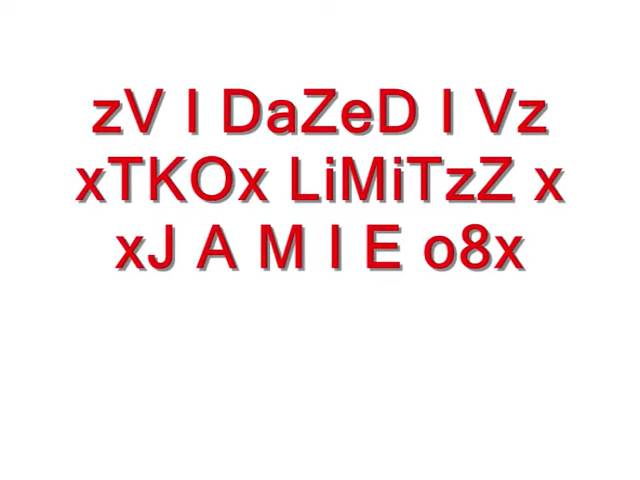 zV I DaZeD I Vz
xTKOx LiMiTzZ x
xJ A M I E o8x